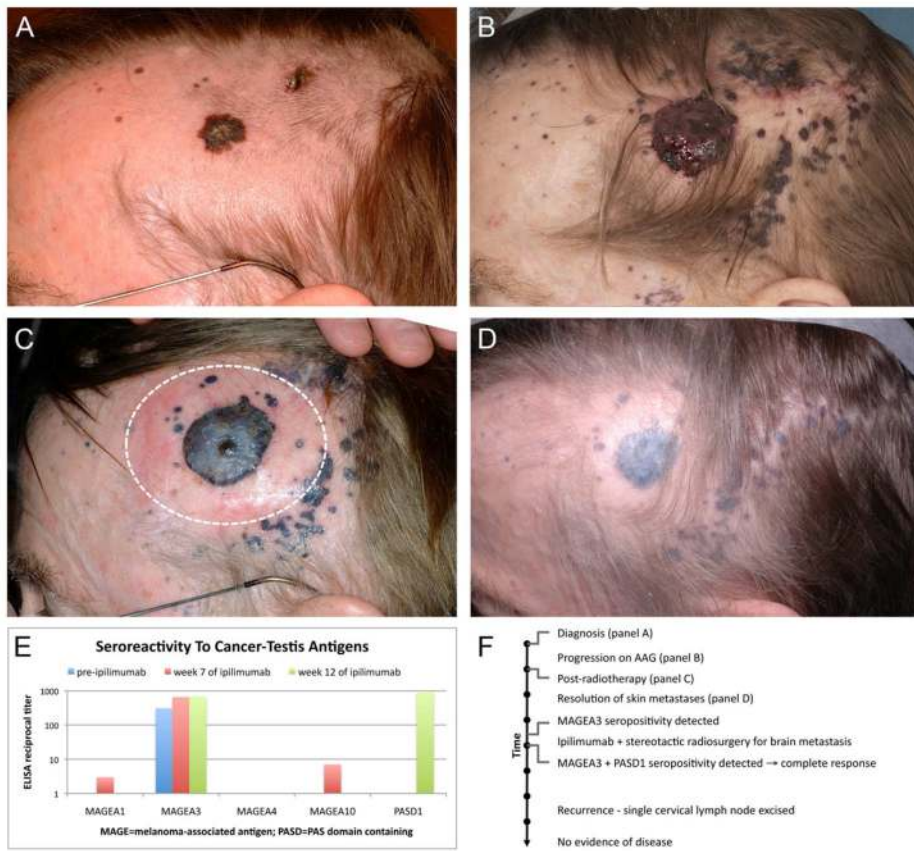 A
B
C
D
E
Seroreactivity To Cancer-Testis Antigens
pre-ipilimumab
week 7 of ipilimumab
week 12 of ipilimumab
ELISA reciprocal titer
1000
100
10
1
MAGEA1 MAGEA3 MAGEA4 MAGEA10 PASD1
MAGE=melanoma-associated antigen; PASD=PAS domain containing
F
Time
Diagnosis (panel A)
Progression on AAG (panel B)
Post-radiotherapy (panel C)
Resolution of skin metastases (panel D)
MAGEA3 seropositivity detected
Ipilimumab + stereotactic radiosurgery for brain metastasis
MAGEA3 + PASD1 seropositivity detected → complete response
Recurrence - single cervical lymph node excised
No evidence of disease